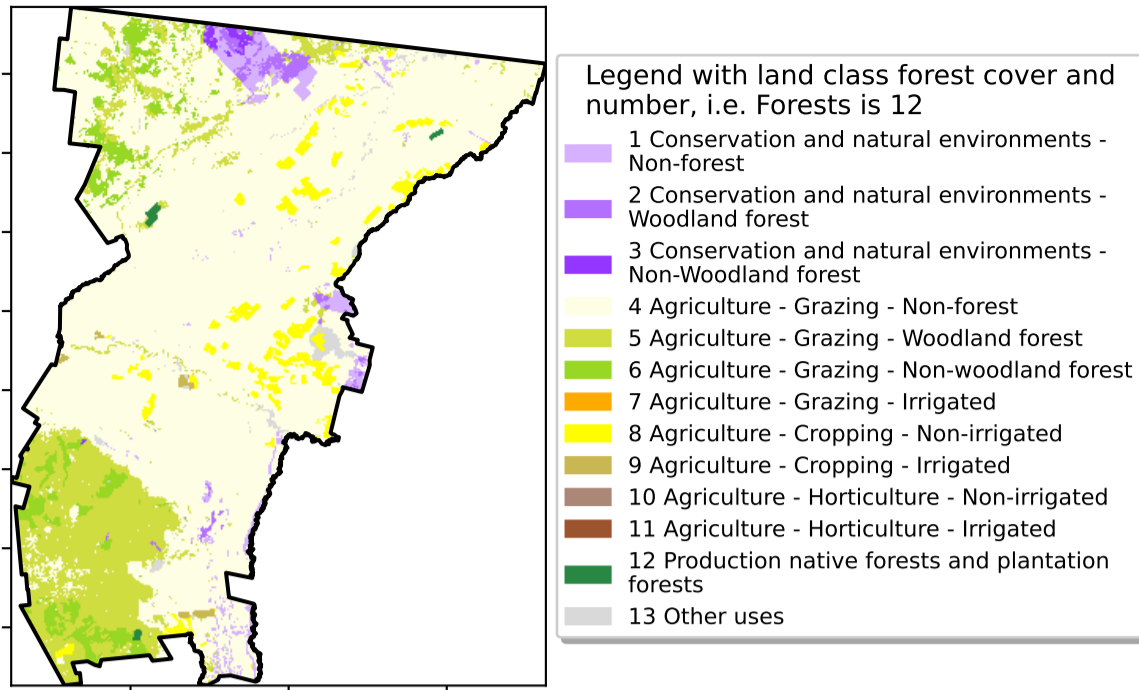 Legend with land class forest cover and
number, i.e. Forests is 12
1 Conservation and natural environments -
Non-forest
2 Conservation and natural environments -
Woodland forest
3 Conservation and natural environments -
Non-Woodland forest
4 Agriculture - Grazing - Non-forest
5 Agriculture - Grazing - Woodland forest
6 Agriculture - Grazing - Non-woodland forest
7 Agriculture - Grazing - Irrigated
8 Agriculture - Cropping - Non-irrigated
9 Agriculture - Cropping - Irrigated
10 Agriculture - Horticulture - Non-irrigated
11 Agriculture - Horticulture - Irrigated
12 Production native forests and plantation
forests
13 Other uses